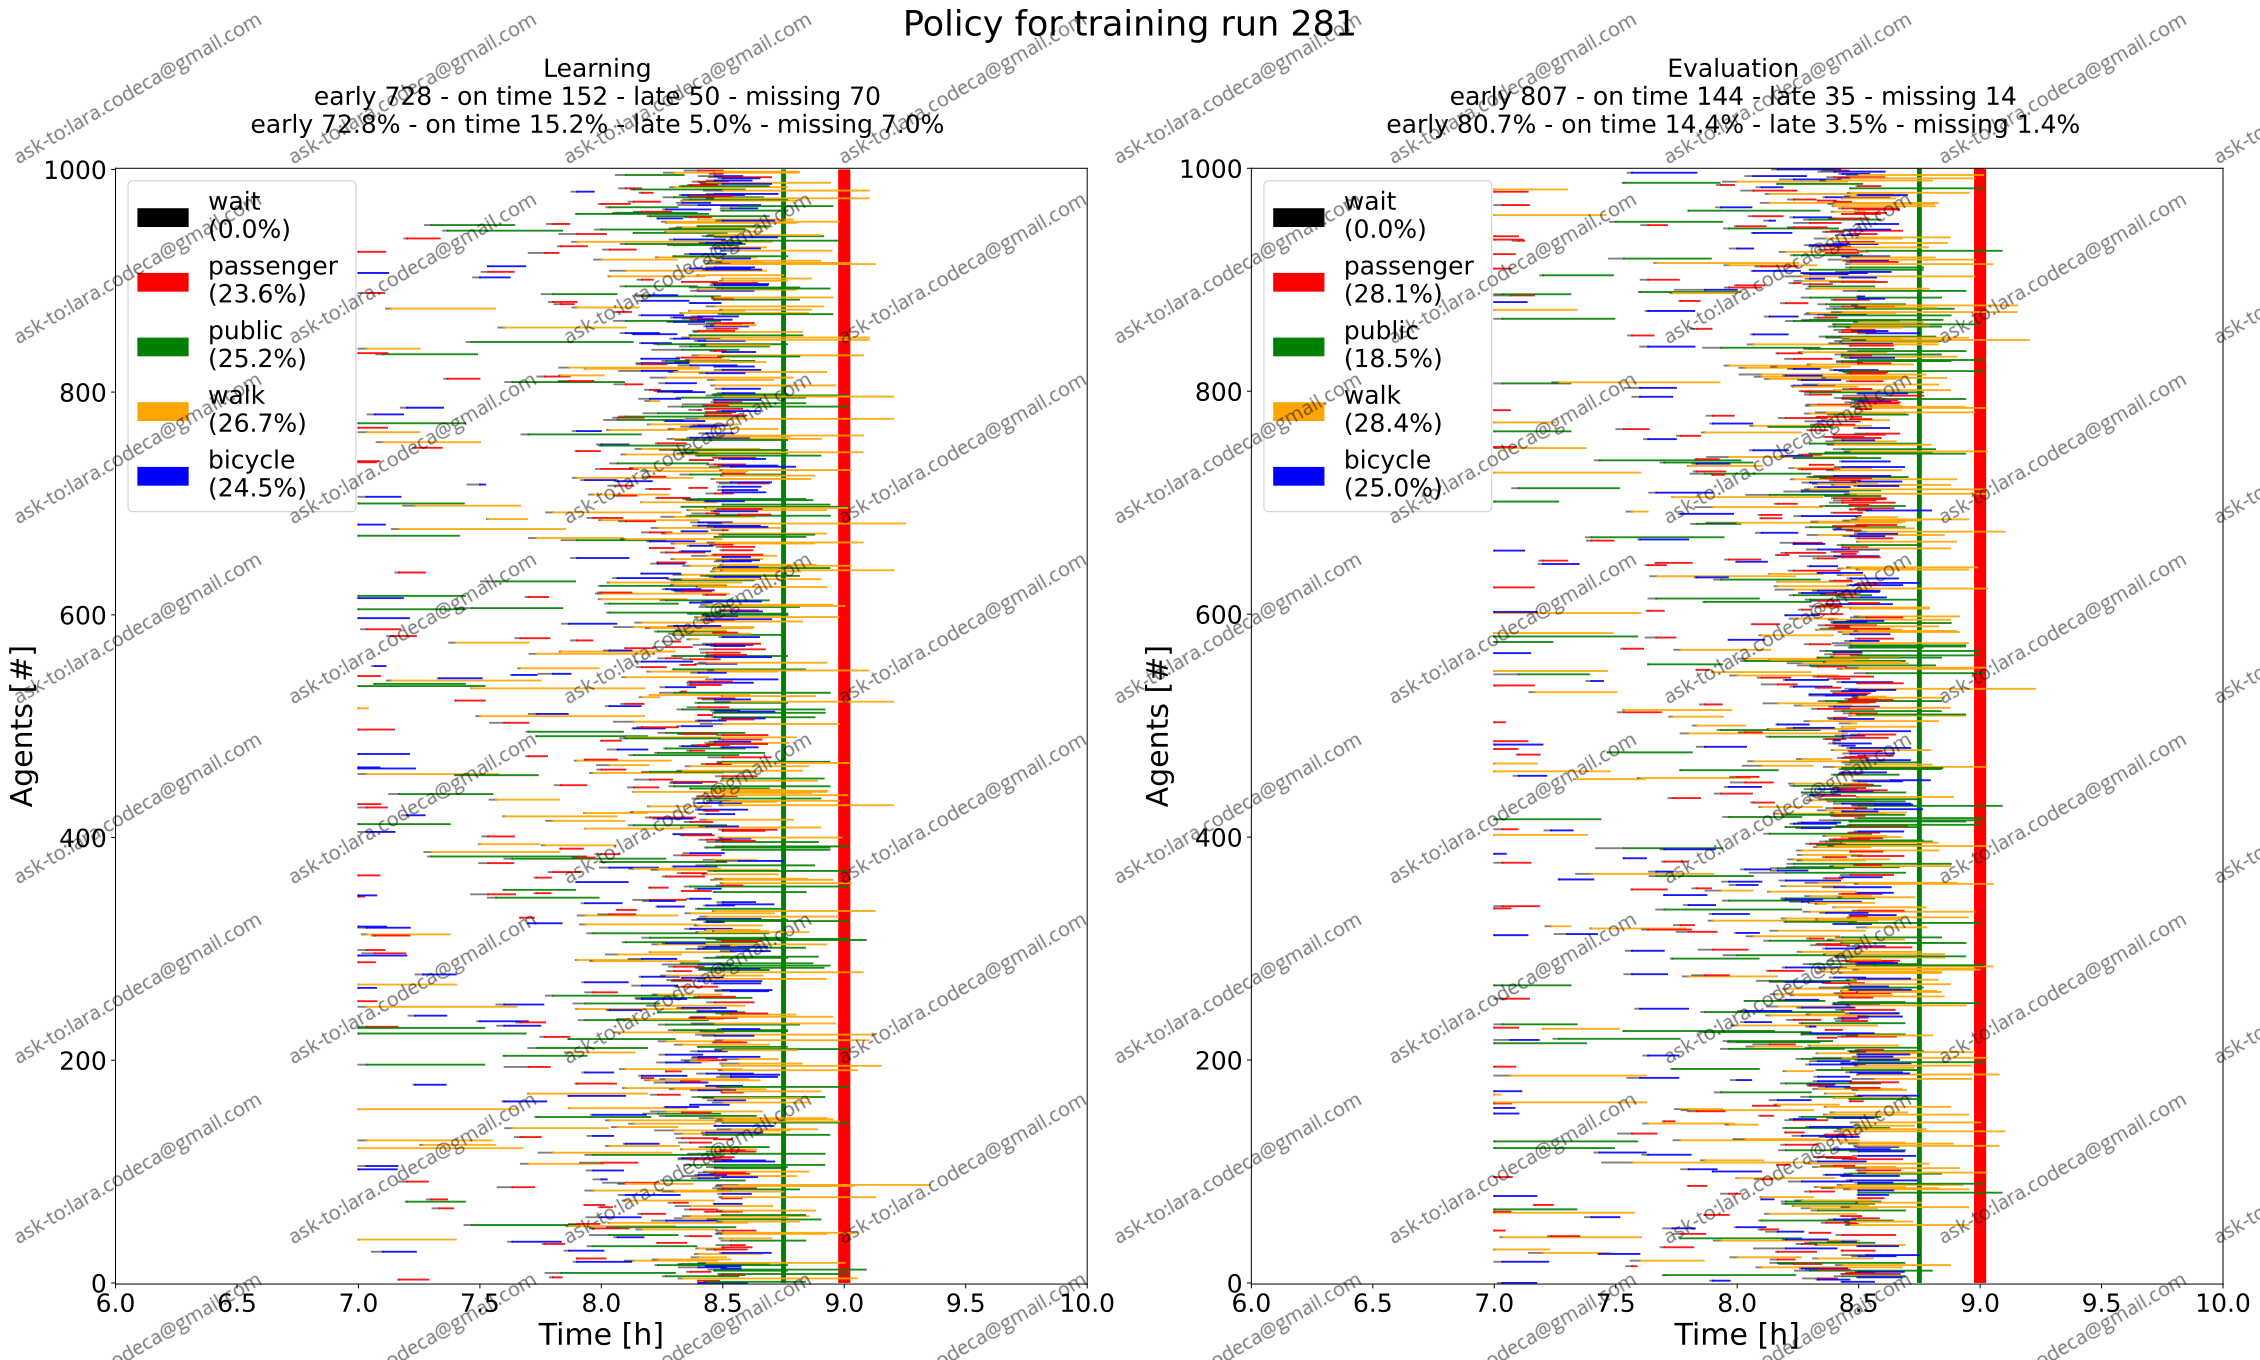 Policy for training run 281
Learning
early 728 - on time 152 - late 50 - missing 70
early 72.8% - on time 15.2% - late 5.0% - missing 7.0%
1000
800
600
400
200
0
Agents [#]
wait
(0.0%)
passenger
(23.6%)
public
(25.2%)
walk
(26.7%)
bicycle
(24.5%)
6.0 6.5 7.0 7.5 8.0 8.5 9.0 9.5 10.0
Time [h]
Evaluation
early 807 - on time 144 - late 35 - missing 14
early 80.7% - on time 14.4% - late 3.5% - missing 1.4%
1000
800
600
400
200
0
Agents [#]
wait
(0.0%)
passenger
(28.1%)
public
(18.5%)
walk
(28.4%)
bicycle
(25.0%)
6.0 6.5 7.0 7.5 8.0 8.5 9.0 9.5 10.0
Time [h]
ask-to:lara.codeca@gmail.com